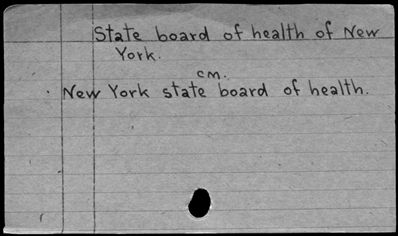 State board of health of New
York.
cm.
New York state board of health.